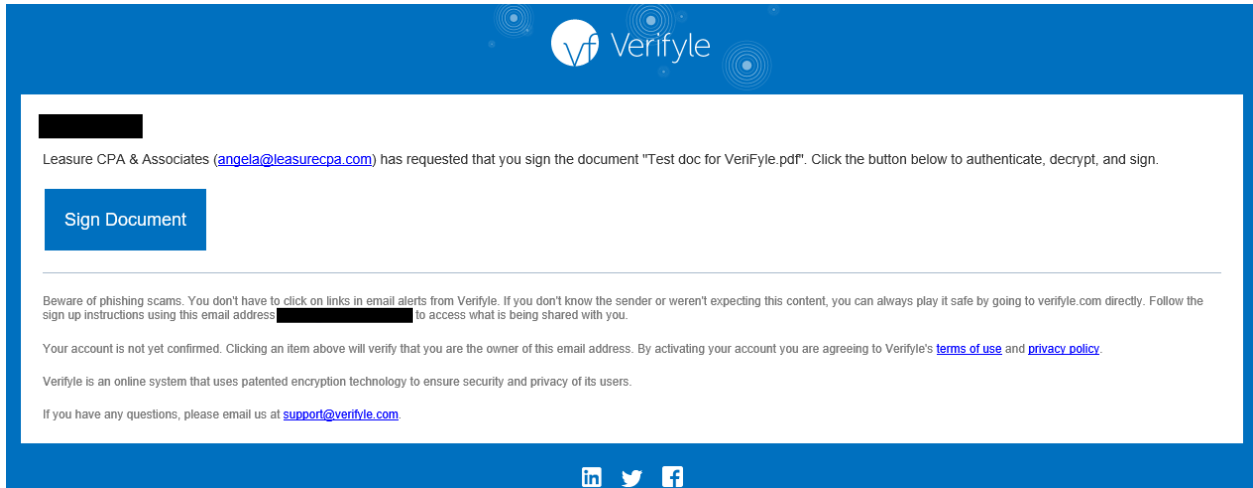 vf Verifyle
Leasure CPA & Associates (angela@leasurecpa.com) has requested that you sign the document "Test doc for VeriFyle.pdf". Click the button below to authenticate, decrypt, and sign.
Sign Document
Beware of phishing scams. You don't have to click on links in email alerts from Verifyle. If you don't know the sender or weren't expecting this content, you can always play it safe by going to verifyle.com directly. Follow the
sign up instructions using this email address to access what is being shared with you.
Your account is not yet confirmed. Clicking an item above will verify that you are the owner of this email address. By activating your account you are agreeing to Verifyle's terms of use and privacy policy.
Verifyle is an online system that uses patented encryption technology to ensure security and privacy of its users.
If you have any questions, please email us at support@verifyle.com.
in f